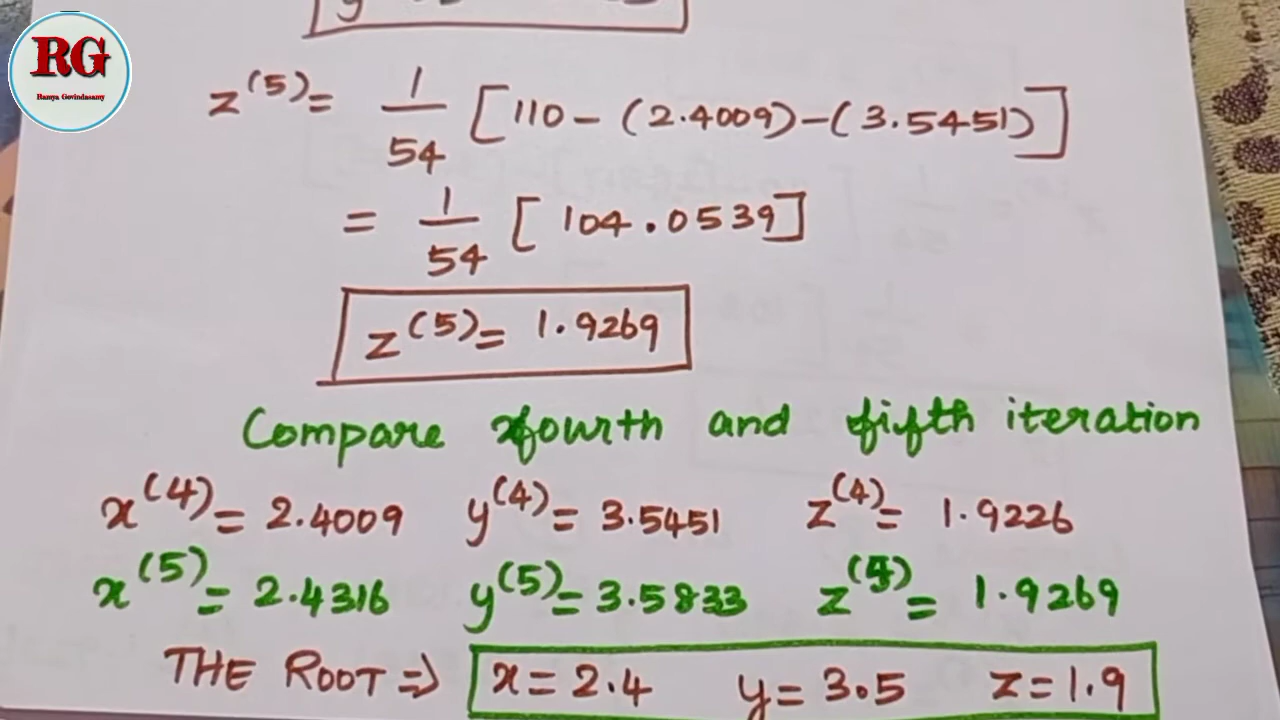 RG
Ramya Govindasamy
z^(5) = 1/54 [110 - (2.4009) - (3.5451)]
= 1/54 [104.0539]
z^(5) = 1.9269
Compare fourth and fifth iteration
x^(4) = 2.4009 y^(4) = 3.5451 z^(4) = 1.9226
x^(5) = 2.4316 y^(5) = 3.5833 z^(5) = 1.9269
THE ROOT ⇒ x = 2.4 y = 3.5 z = 1.9